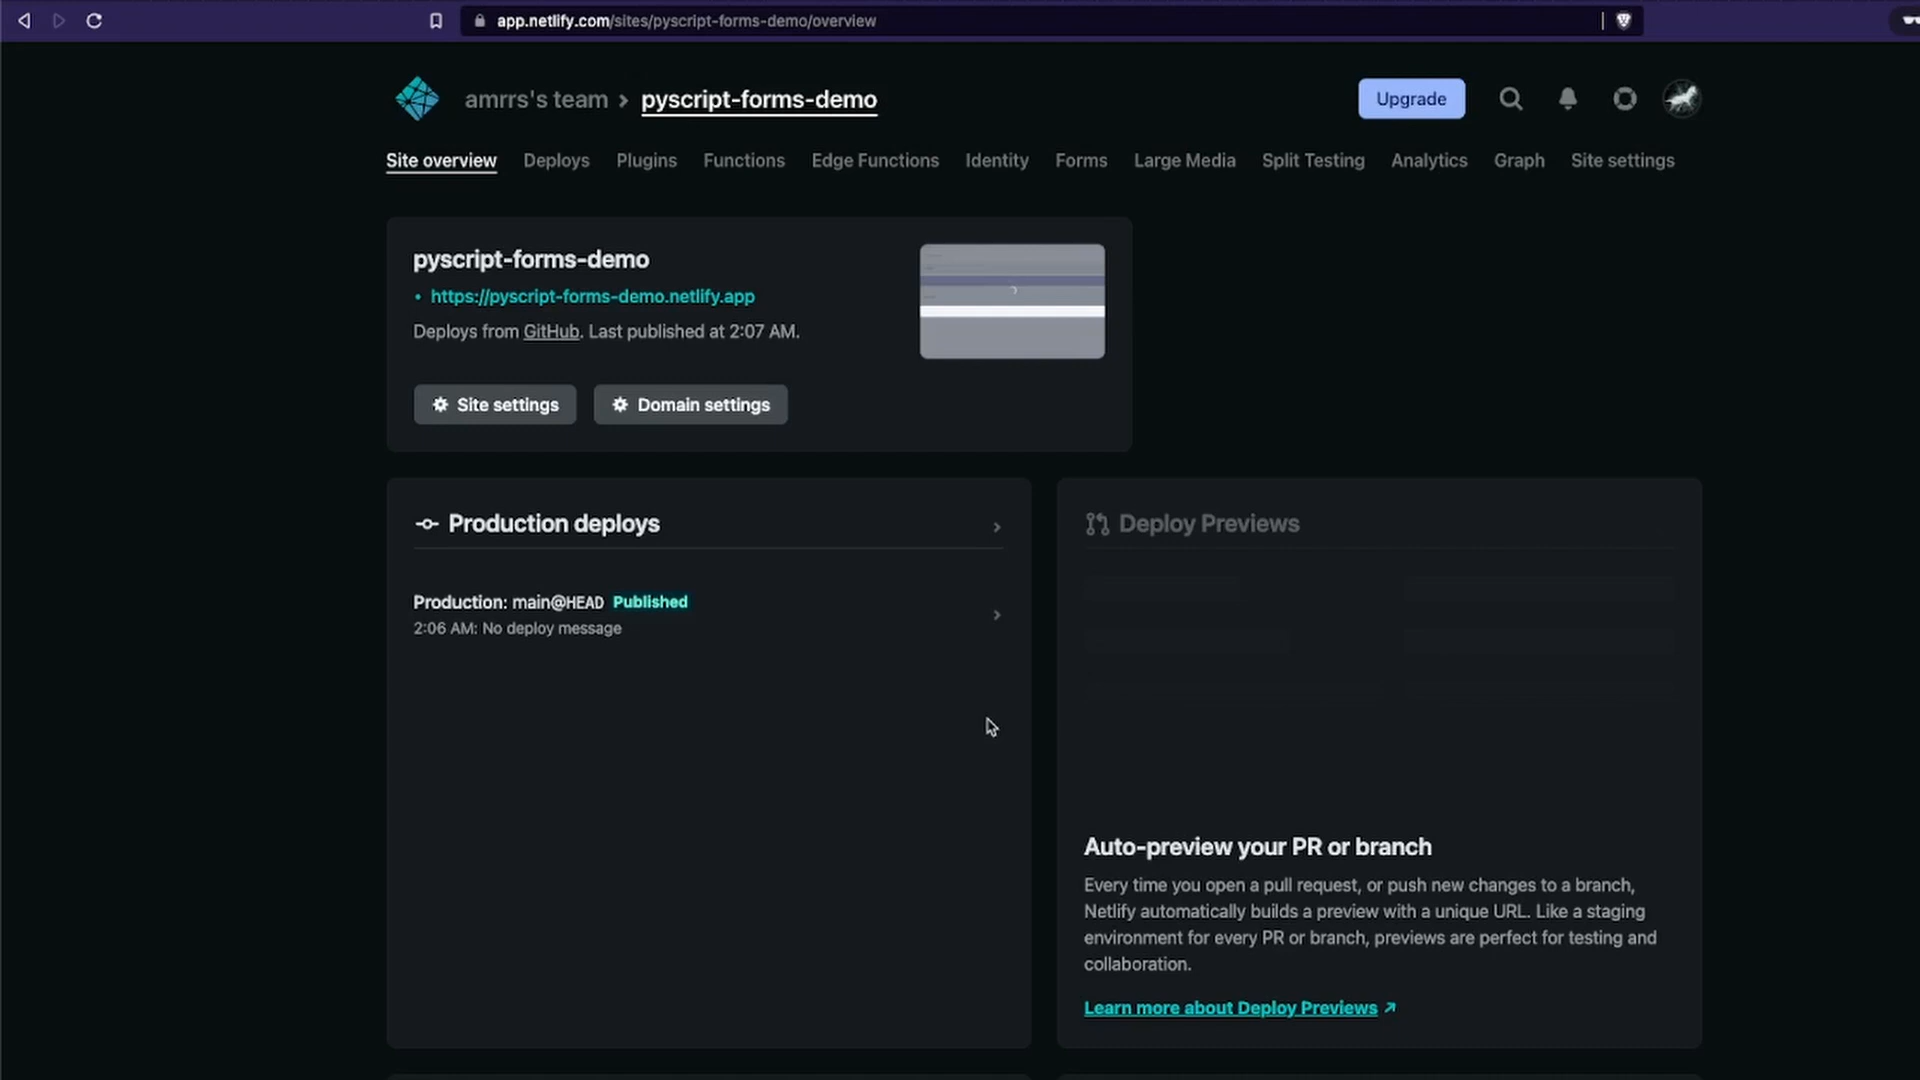 app.netlify.com/sites/pyscript-forms-demo/overview
amrrs's team > pyscript-forms-demo
Upgrade
Site overview Deploys Plugins Functions Edge Functions Identity Forms Large Media Split Testing Analytics Graph Site settings
pyscript-forms-demo
• https://pyscript-forms-demo.netlify.app
Deploys from GitHub. Last published at 2:07 AM.
Site settings
Domain settings
Production deploys
Production: main@HEAD Published
2:06 AM: No deploy message
Deploy Previews
Auto-preview your PR or branch
Every time you open a pull request, or push new changes to a branch,
Netlify automatically builds a preview with a unique URL. Like a staging
environment for every PR or branch, previews are perfect for testing and
collaboration.
Learn more about Deploy Previews ↗